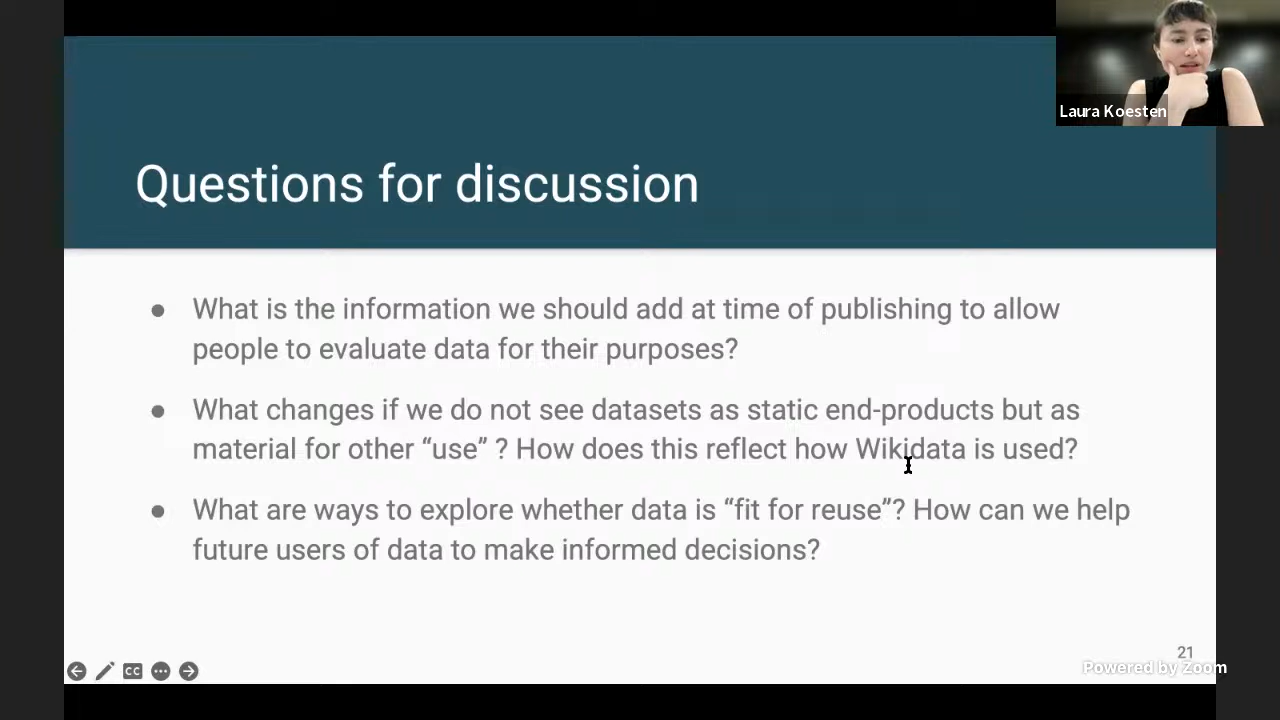 Laura Koesten
Questions for discussion
● What is the information we should add at time of publishing to allow
people to evaluate data for their purposes?
● What changes if we do not see datasets as static end-products but as
material for other “use” ? How does this reflect how Wikidata is used?
● What are ways to explore whether data is “fit for reuse”? How can we help
future users of data to make informed decisions?
21
CC
Powered by Zoom